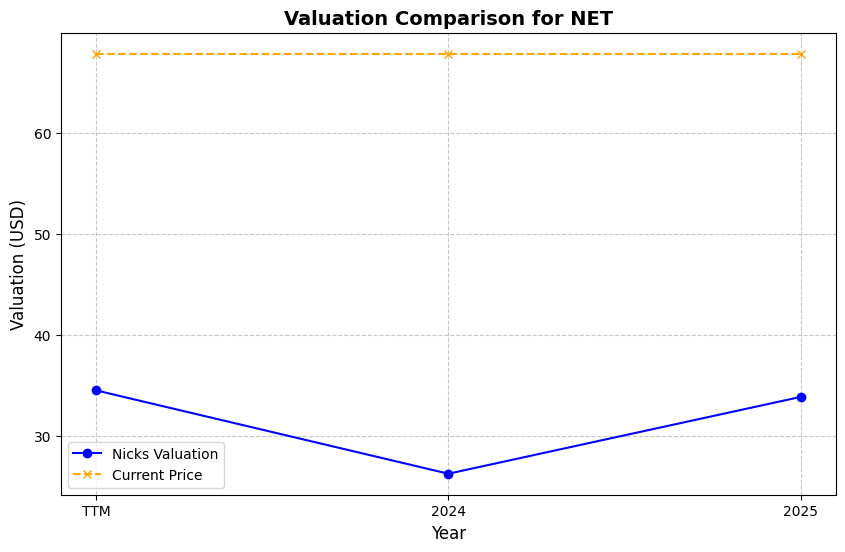 Valuation Comparison for NET
Valuation (USD)
60
50
40
30
Nicks Valuation
Current Price
TTM
2024
2025
Year